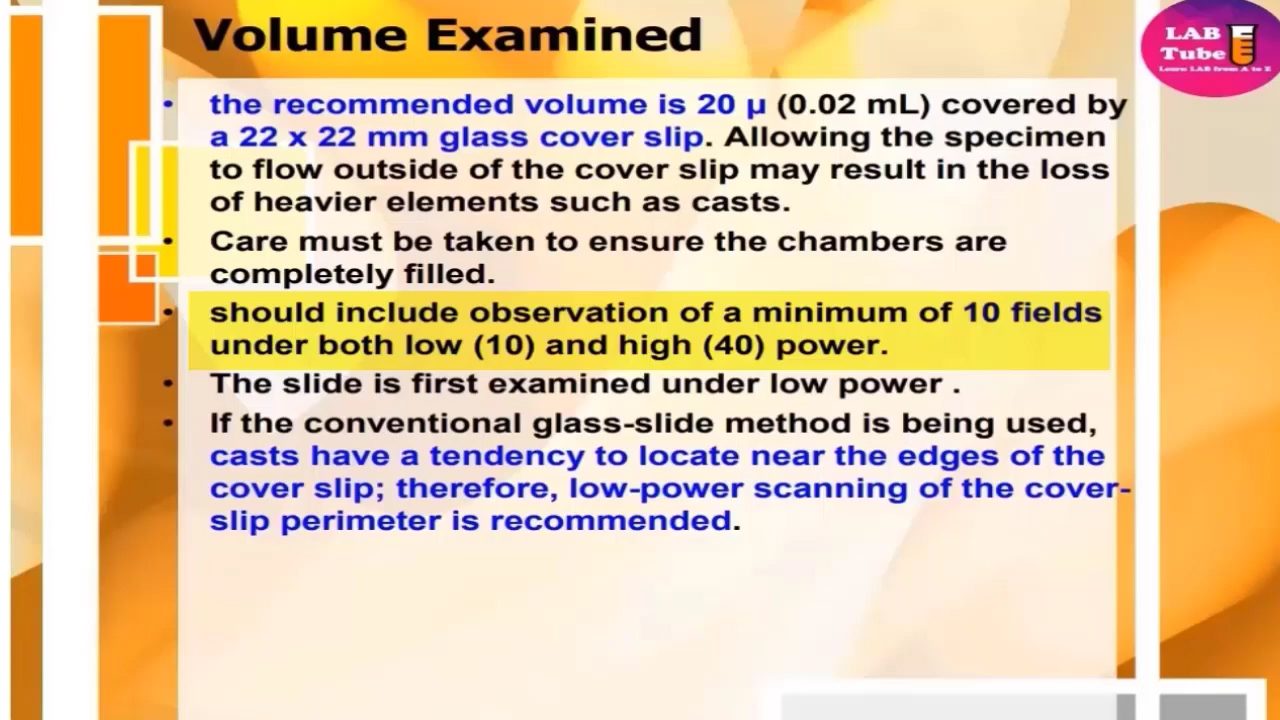 Volume Examined
LAB
Tube
Learn LAB from A to Z
• the recommended volume is 20 µ (0.02 mL) covered by
a 22 x 22 mm glass cover slip. Allowing the specimen
to flow outside of the cover slip may result in the loss
of heavier elements such as casts.
• Care must be taken to ensure the chambers are
completely filled.
• should include observation of a minimum of 10 fields
under both low (10) and high (40) power.
• The slide is first examined under low power .
• If the conventional glass-slide method is being used,
casts have a tendency to locate near the edges of the
cover slip; therefore, low-power scanning of the cover-
slip perimeter is recommended.